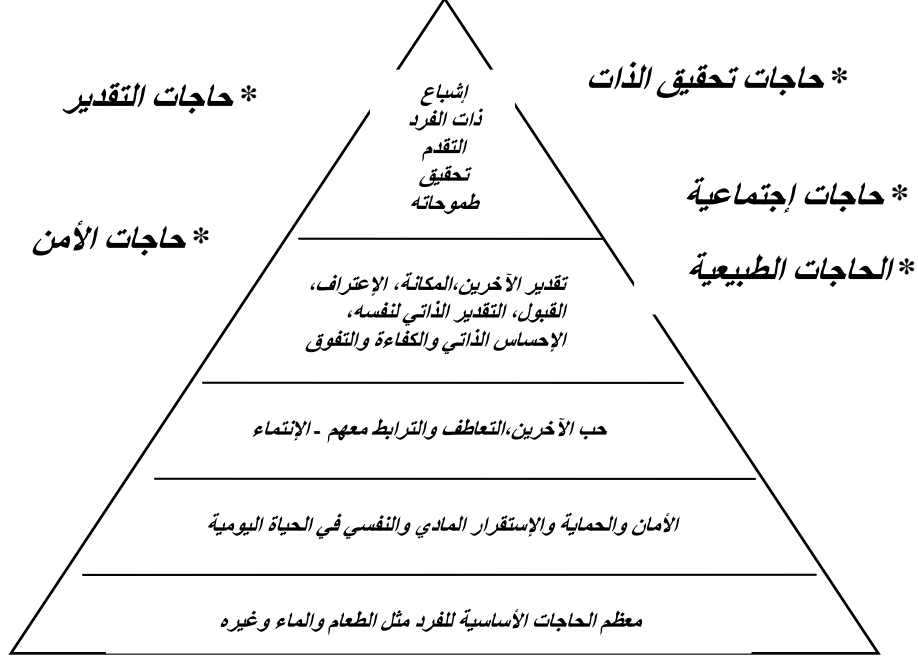 * حاجات تحقيق الذات
* حاجات التقدير
إشباع
ذات الفرد
التقدم
تحقيق
طموحاته
* حاجات إجتماعية
* حاجات الأمن
* الحاجات الطبيعية
تقدير الآخرين،المكانة، الإعتراف،
القبول، التقدير الذاتي لنفسه،
الإحساس الذاتي والكفاءة والتفوق
حب الآخرين،التعاطف والترابط معهم - الإنتماء
الأمان والحماية والإستقرار المادي والنفسي في الحياة اليومية
معظم الحاجات الأساسية للفرد مثل الطعام والماء وغيره